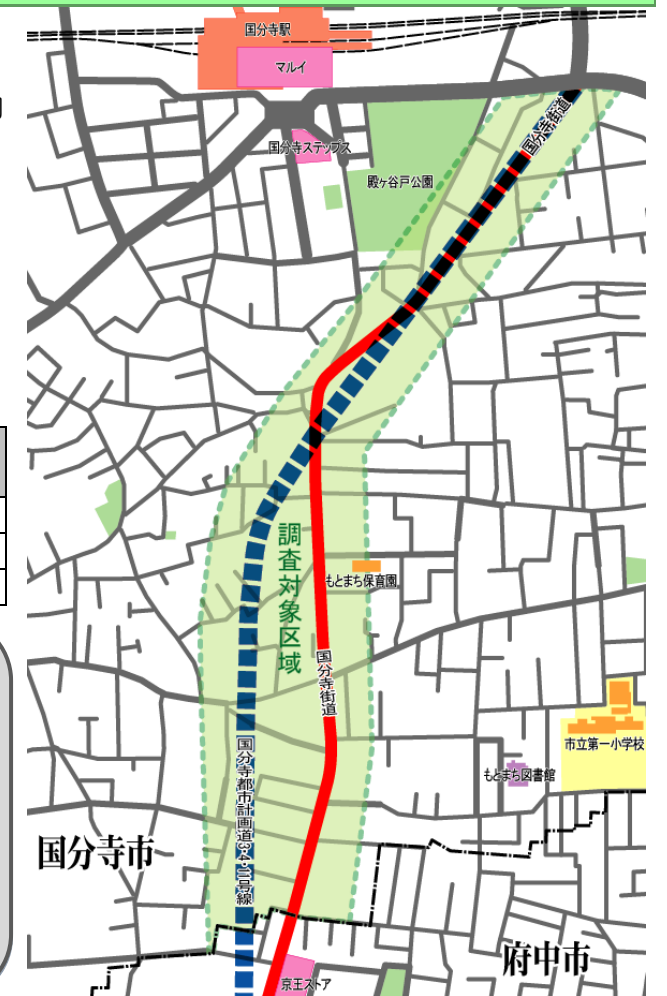 国分寺駅
マルイ
国分寺ステップス
殿ヶ谷戸公園
国分寺街道
調査対象区域
もとまち保育園
国分寺街道
市立第一小学校
もとまち図書館
国分寺都市計画道3・4・11号線
国分寺市
府中市
京王ストア